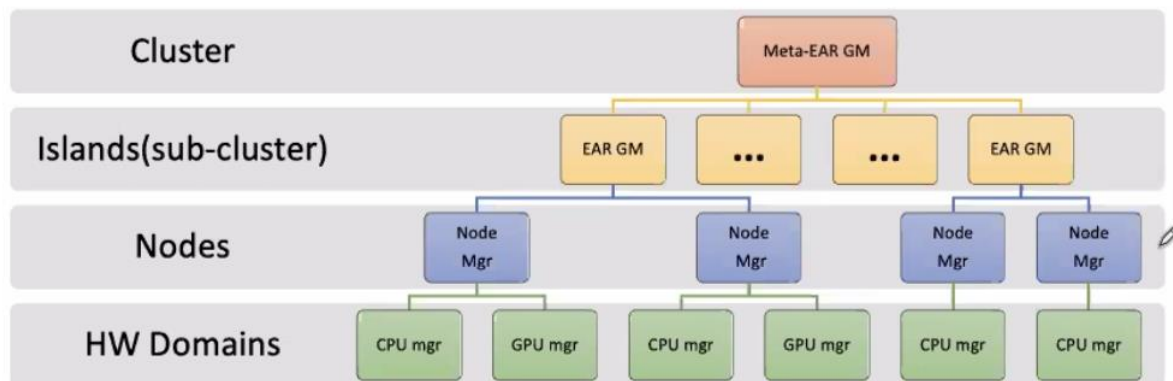 Cluster
Meta-EAR GM
Islands(sub-cluster)
EAR GM
...
...
EAR GM
Nodes
Node
Mgr
Node
Mgr
Node
Mgr
Node
Mgr
HW Domains
CPU mgr
GPU mgr
CPU mgr
GPU mgr
CPU mgr
CPU mgr